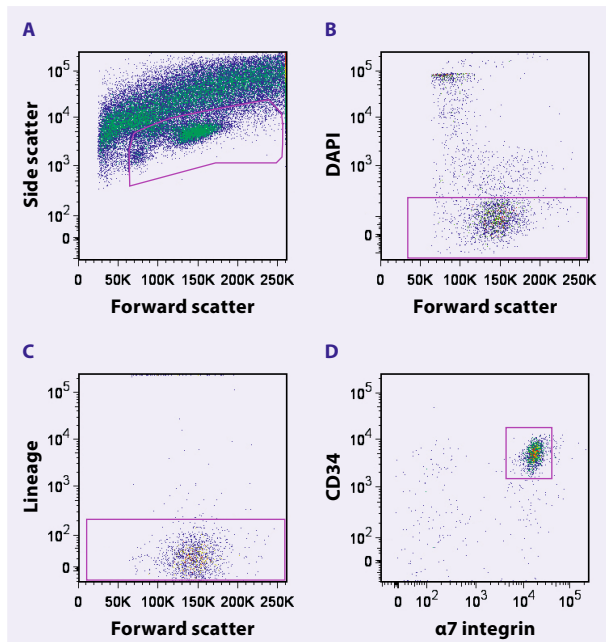 A
Side scatter
10^5
10^4
10^3
10^2
0
0 50K 100K 150K 200K 250K
Forward scatter
B
DAPI
10^5
10^4
10^3
10^2
0
0 50K 100K 150K 200K 250K
Forward scatter
C
Lineage
10^5
10^4
10^3
10^2
0
0 50K 100K 150K 200K 250K
Forward scatter
D
CD34
10^5
10^4
10^3
10^2
0
0 10^2 10^3 10^4 10^5
α7 integrin